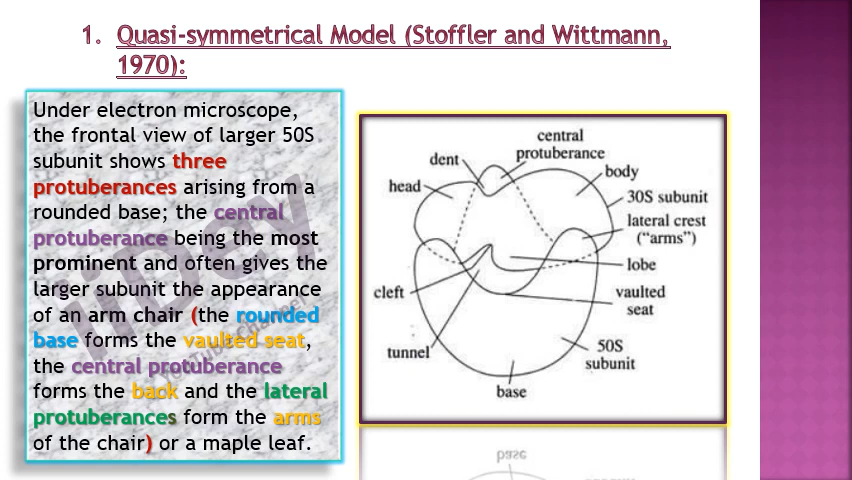 1. Quasi-symmetrical Model (Stoffler and Wittmann,
1970):
Under electron microscope,
the frontal view of larger 50S
subunit shows three
protuberances arising from a
rounded base; the central
protuberance being the most
prominent and often gives the
larger subunit the appearance
of an arm chair (the rounded
base forms the vaulted seat,
the central protuberance
forms the back and the lateral
protuberances form the arms
of the chair) or a maple leaf.
central
protuberance
dent
body
head
30S subunit
lateral crest
("arms")
lobe
cleft
vaulted
seat
tunnel
50S
subunit
base
base